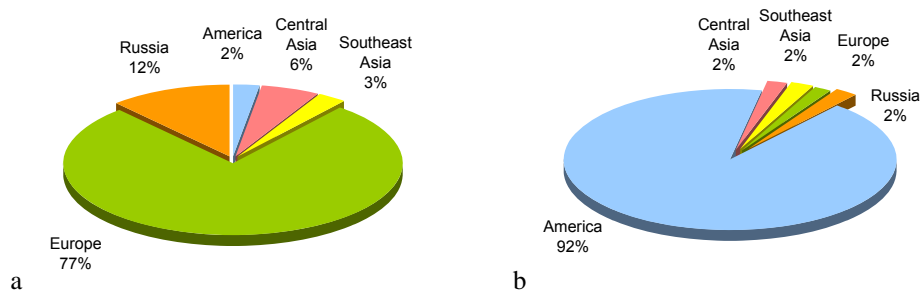 Russia
12%
America
2%
Central
Asia
6%
Southeast
Asia
3%
Europe
77%
a
Central
Asia
2%
Southeast
Asia
2%
Europe
2%
Russia
2%
America
92%
b